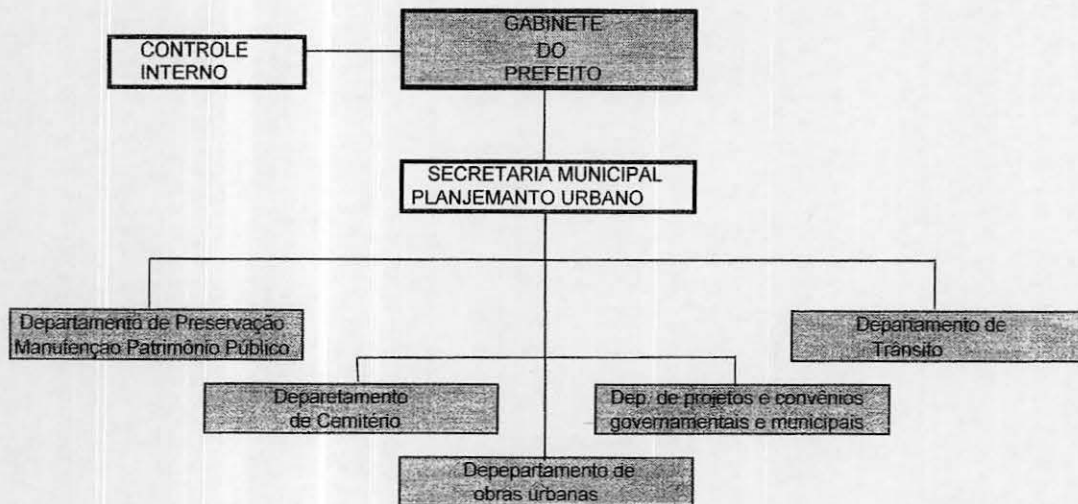 GABINETE
DO
PREFEITO
CONTROLE
INTERNO
SECRETARIA MUNICIPAL
PLANJEMANTO URBANO
Departamento de Preservação
Manutenção Patrimônio Público
Departamento de
Trânsito
Deparetamento
de Cemitério
Dep. de projetos e convênios
governamentais e municipais
Depepartamento de
obras urbanas